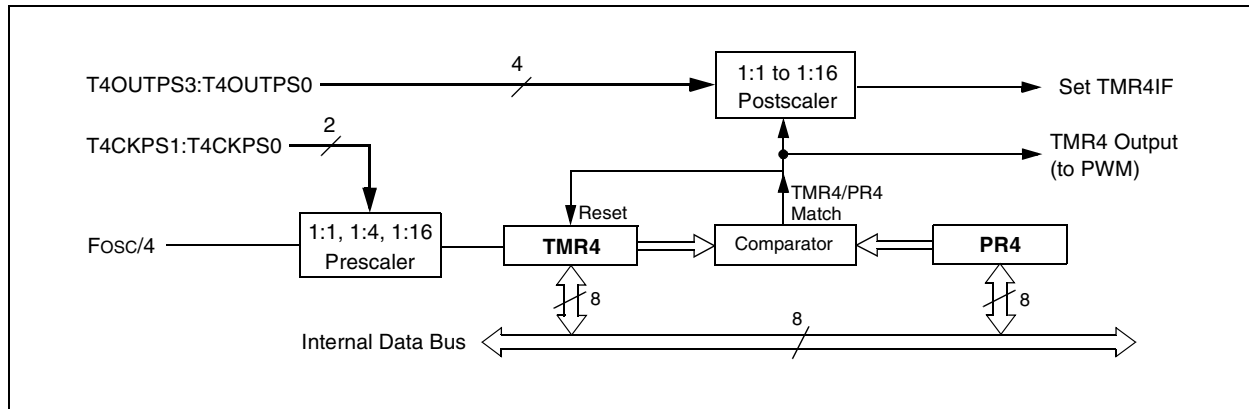 T4OUTPS3:T4OUTPS0
4
1:1 to 1:16
Postscaler
Set TMR4IF
T4CKPS1:T4CKPS0
2
TMR4 Output
(to PWM)
TMR4/PR4
Match
Reset
FOSC/4
1:1, 1:4, 1:16
Prescaler
TMR4
Comparator
PR4
8
8
Internal Data Bus
8